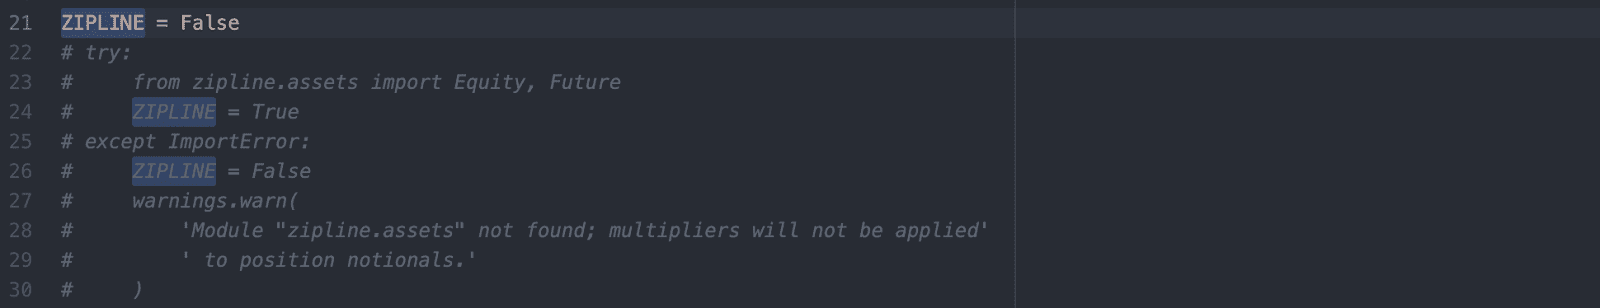 21 ZIPLINE = False
22 # try:
23 #     from zipline.assets import Equity, Future
24 #     ZIPLINE = True
25 # except ImportError:
26 #     ZIPLINE = False
27 #     warnings.warn(
28 #         'Module "zipline.assets" not found; multipliers will not be applied'
29 #         ' to position notionals.'
30 #     )